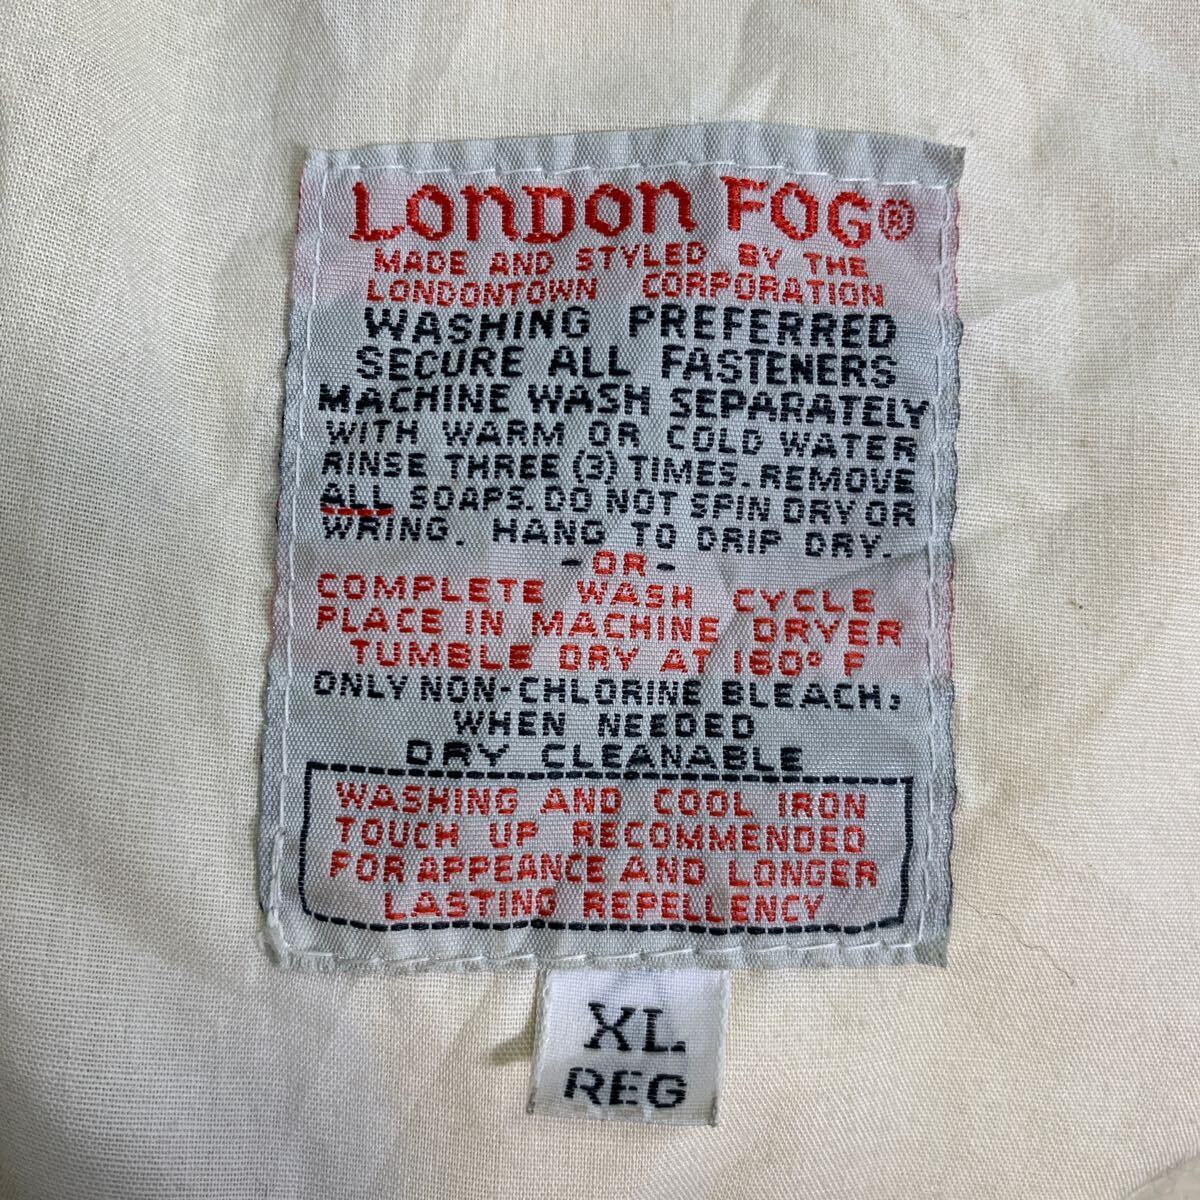 LONDON FOG®
MADE AND STYLED BY THE
LONDONTOWN CORPORATION
WASHING PREFERRED
SECURE ALL FASTENERS
MACHINE WASH SEPARATELY
WITH WARM OR COLD WATER
RINSE THREE (3) TIMES. REMOVE
ALL SOAPS. DO NOT SPIN DRY OR
WRING. HANG TO DRIP DRY.
-OR-
COMPLETE WASH CYCLE
PLACE IN MACHINE DRYER
TUMBLE DRY AT 160° F
ONLY NON-CHLORINE BLEACH,
WHEN NEEDED
DRY CLEANABLE
WASHING AND COOL IRON
TOUCH UP RECOMMENDED
FOR APPEANCE AND LONGER
LASTING REPELLENCY
XL
REG